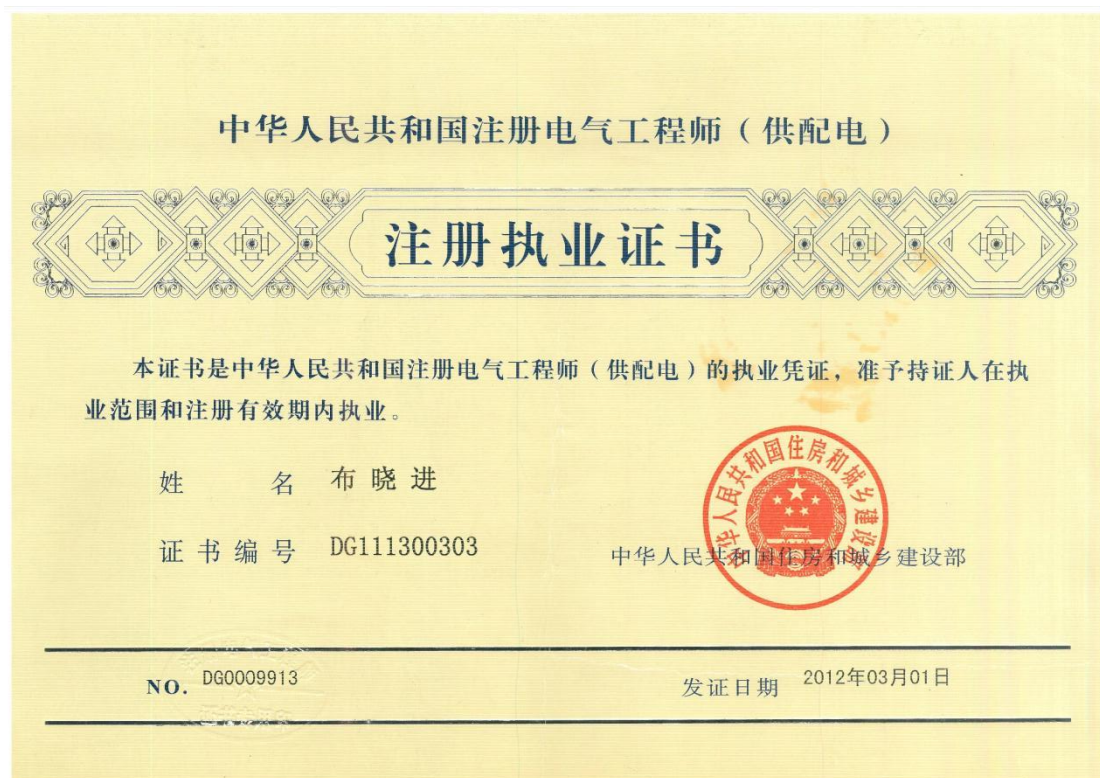 中华人民共和国注册电气工程师（供配电）
注册执业证书
本证书是中华人民共和国注册电气工程师（供配电）的执业凭证，准予持证人在执
业范围和注册有效期内执业。
姓 名 布晓进
证书编号 DG111300303
中华人民共和国住房和城乡建设部
中华人民共和国住房和城乡建设部
NO. DG0009913
发证日期 2012年03月01日